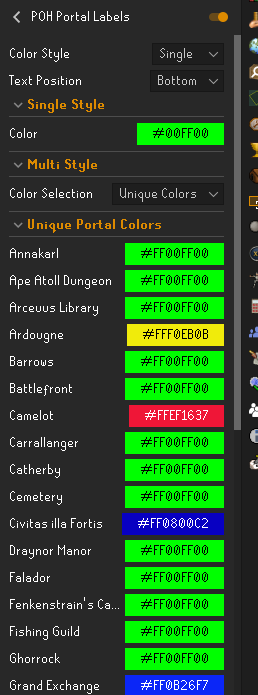 POH Portal Labels
Color Style Single
Text Position Bottom
Single Style
Color #00FF00
Multi Style
Color Selection Unique Colors
Unique Portal Colors
Annakarl #FF00FF00
Ape Atoll Dungeon #FF00FF00
Arceuus Library #FF00FF00
Ardougne #FFF0EB0B
Barrows #FF00FF00
Battlefront #FF00FF00
Camelot #FFEF1637
Carrallanger #FF00FF00
Catherby #FF00FF00
Cemetery #FF00FF00
Civitas illa Fortis #FF0800C2
Draynor Manor #FF00FF00
Falador #FF00FF00
Fenkenstrain's Ca... #FF00FF00
Fishing Guild #FF00FF00
Ghorrock #FF00FF00
Grand Exchange #FF0B26F7